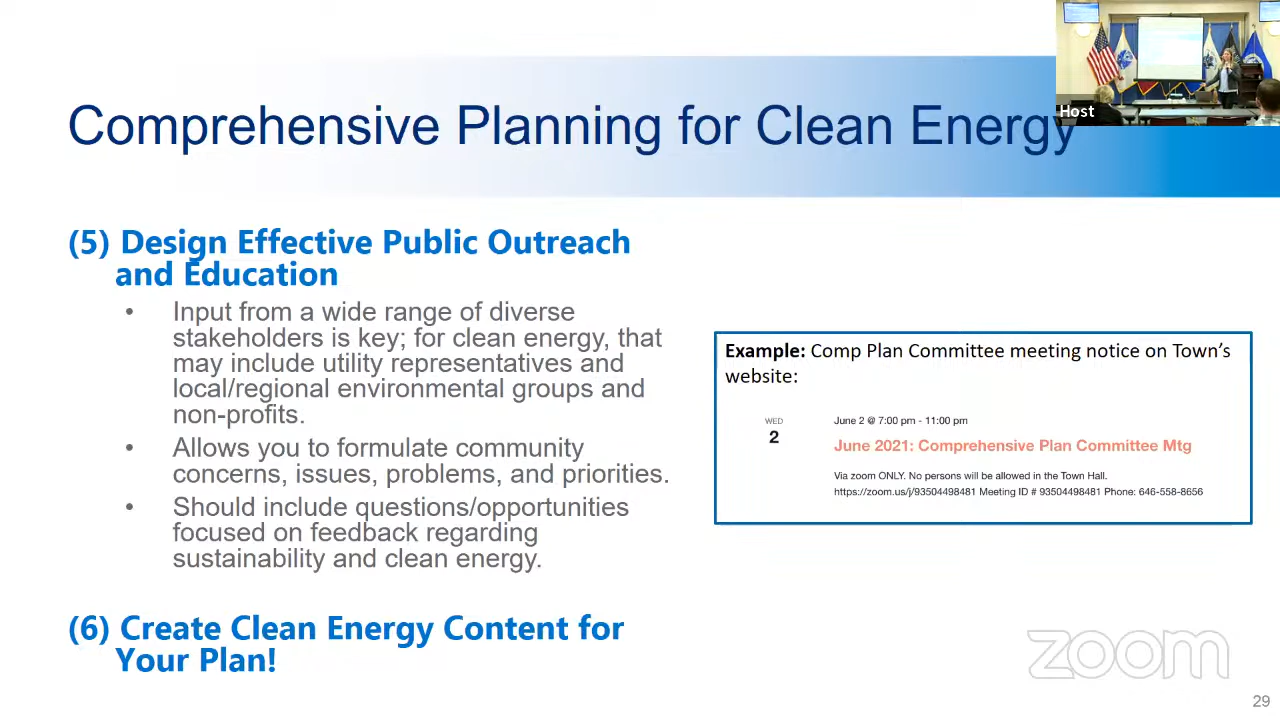 Host
Comprehensive Planning for Clean Energy
(5) Design Effective Public Outreach
and Education
• Input from a wide range of diverse
stakeholders is key; for clean energy, that
may include utility representatives and
local/regional environmental groups and
non-profits.
• Allows you to formulate community
concerns, issues, problems, and priorities.
• Should include questions/opportunities
focused on feedback regarding
sustainability and clean energy.
(6) Create Clean Energy Content for
Your Plan!
Example: Comp Plan Committee meeting notice on Town's
website:
WED
2
June 2 @ 7:00 pm - 11:00 pm
June 2021: Comprehensive Plan Committee Mtg
Via zoom ONLY. No persons will be allowed in the Town Hall.
https://zoom.us/j/93504498481 Meeting ID # 93504498481 Phone: 646-558-8656
zoom
29